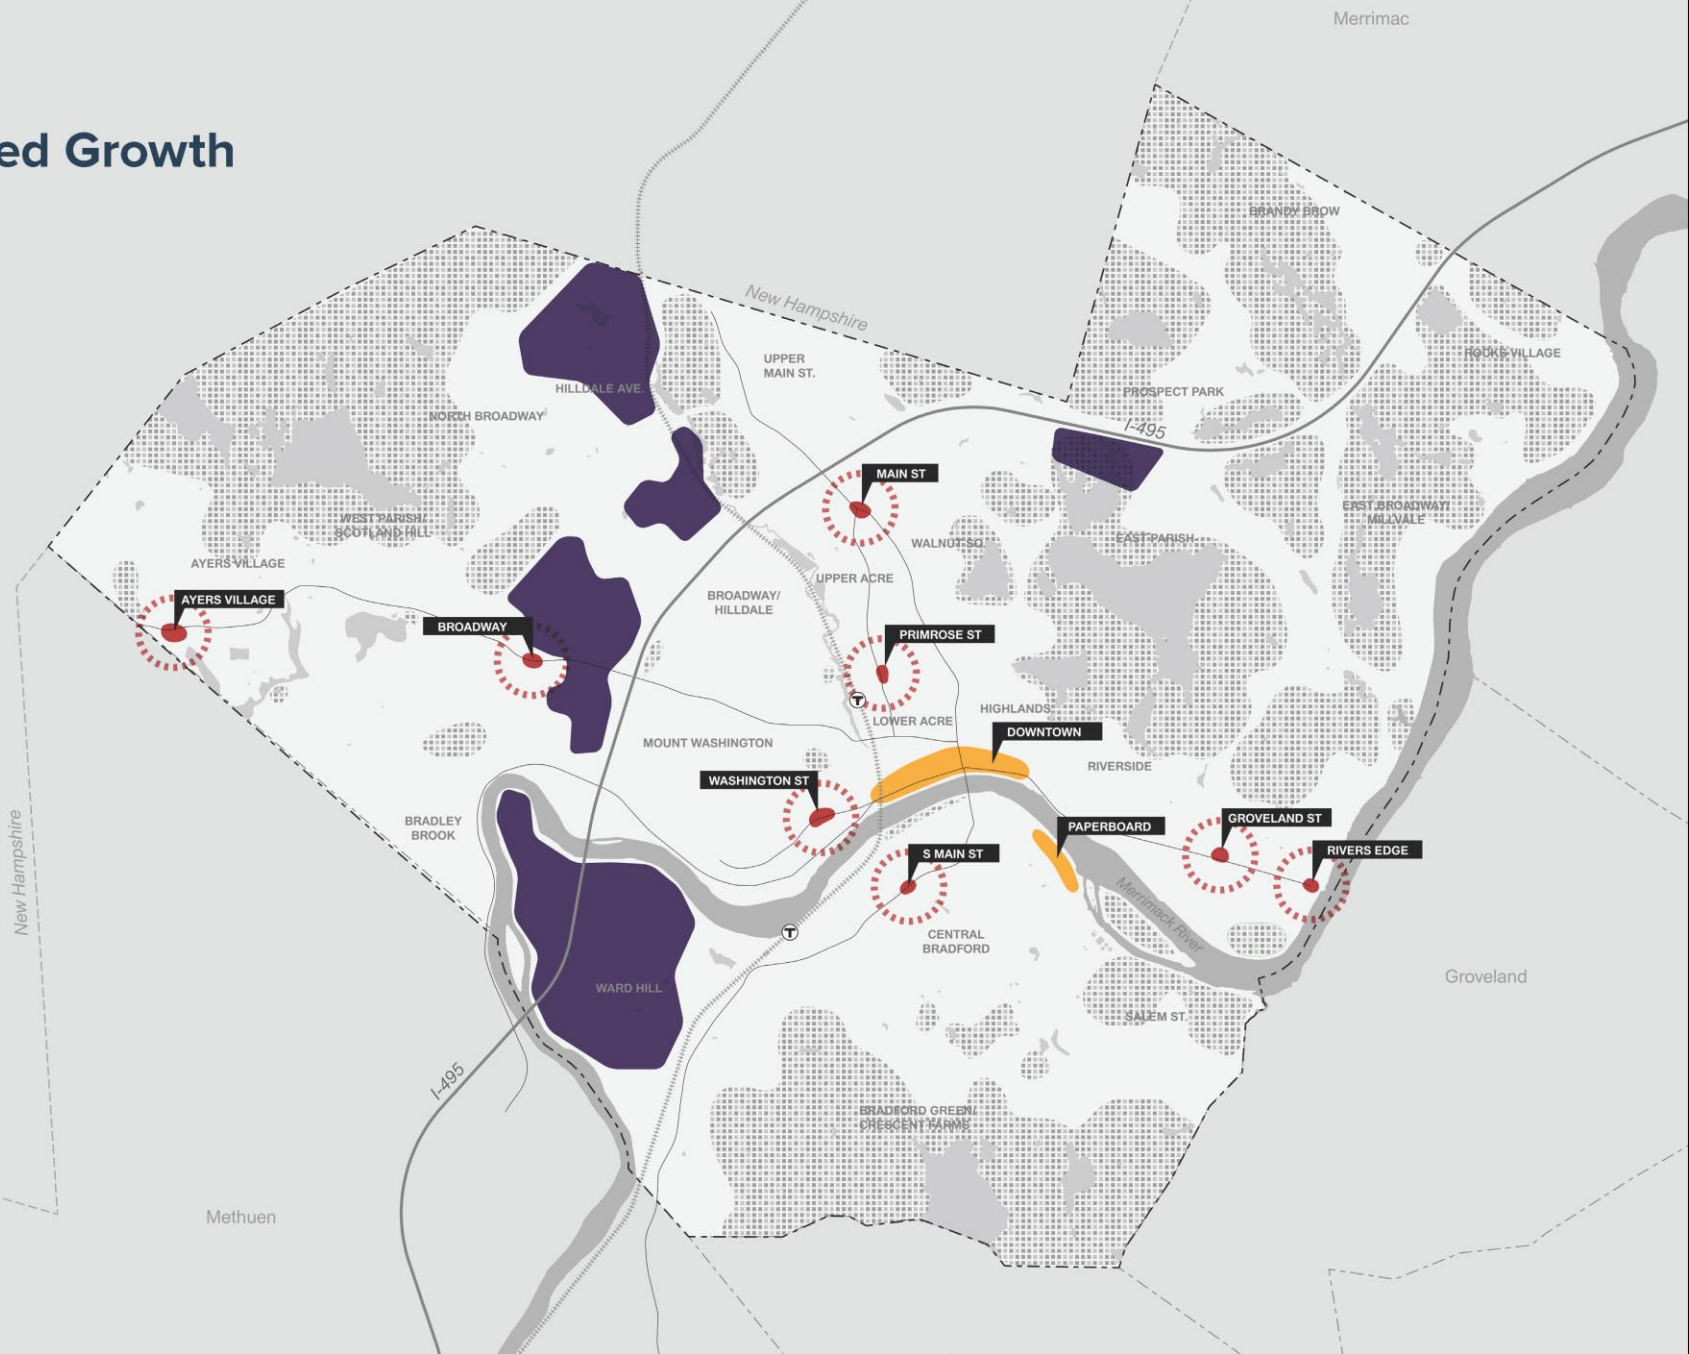 Merrimac
ed Growth
BRANDY BROW
New Hampshire
UPPER
MAIN ST.
ROCKS VILLAGE
HILLDALE AVE.
PROSPECT PARK
NORTH BROADWAY
I-495
MAIN ST
EAST BROADWAY/
MILLVALE
WEST PARISH/
SCOTLAND HILL
EAST PARISH
WALNUT SQ.
AYERS VILLAGE
UPPER ACRE
AYERS VILLAGE
BROADWAY/
HILLDALE
BROADWAY
PRIMROSE ST
T
HIGHLANDS
LOWER ACRE
DOWNTOWN
MOUNT WASHINGTON
RIVERSIDE
WASHINGTON ST
BRADLEY
BROOK
PAPERBOARD
GROVELAND ST
RIVERS EDGE
S MAIN ST
New Hampshire
Merrimack River
T
CENTRAL
BRADFORD
Groveland
WARD HILL
SALEM ST.
I-495
BRADFORD GREEN/
CRESCENT FARMS
Methuen